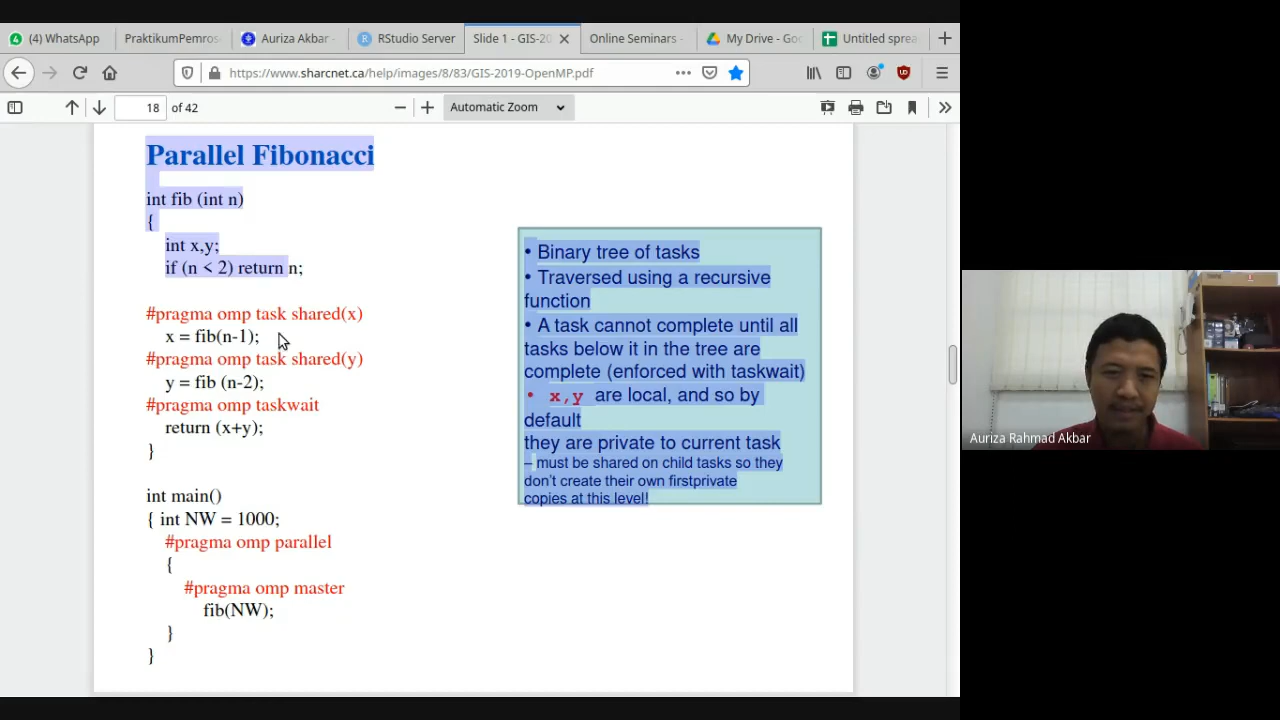 (4) WhatsApp
PraktikumPemros
Auriza Akbar -
RStudio Server
Slide 1 - GIS-20
Online Seminars -
My Drive - Goo
Untitled sprea
https://www.sharcnet.ca/help/images/8/83/GIS-2019-OpenMP.pdf
18 of 42
Automatic Zoom
Parallel Fibonacci
int fib (int n)
{
int x,y;
if (n < 2) return n;
#pragma omp task shared(x)
x = fib(n-1);
#pragma omp task shared(y)
y = fib (n-2);
#pragma omp taskwait
return (x+y);
}
int main()
{ int NW = 1000;
#pragma omp parallel
{
#pragma omp master
fib(NW);
}
}
• Binary tree of tasks
• Traversed using a recursive
function
• A task cannot complete until all
tasks below it in the tree are
complete (enforced with taskwait)
• x,y are local, and so by
default
they are private to current task
– must be shared on child tasks so they
don't create their own firstprivate
copies at this level!
Auriza Rahmad Akbar